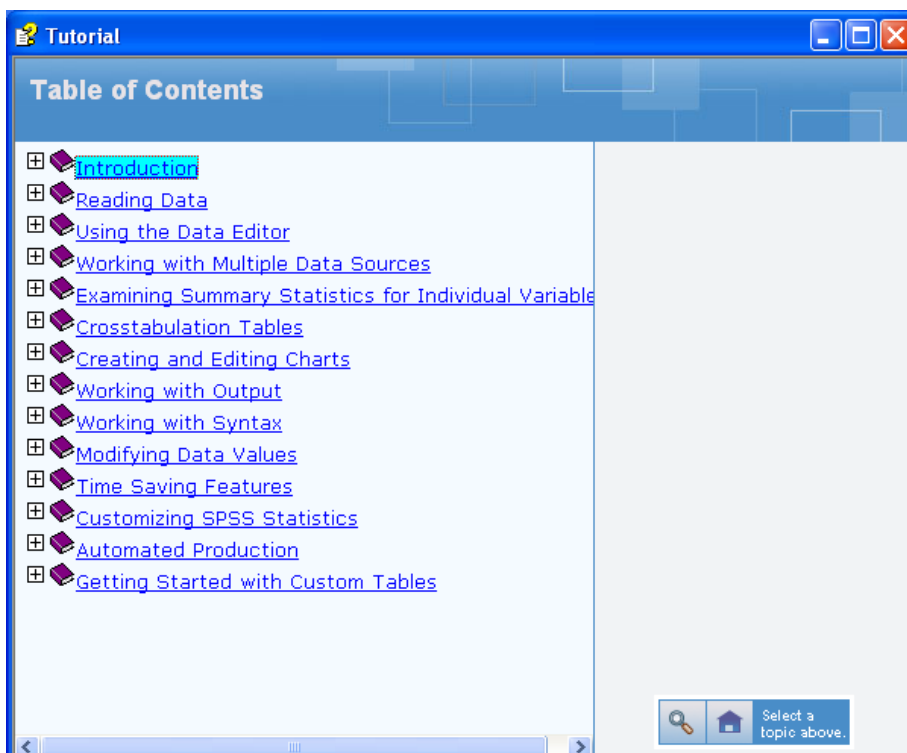 Tutorial
Table of Contents
Introduction
Reading Data
Using the Data Editor
Working with Multiple Data Sources
Examining Summary Statistics for Individual Variable
Crosstabulation Tables
Creating and Editing Charts
Working with Output
Working with Syntax
Modifying Data Values
Time Saving Features
Customizing SPSS Statistics
Automated Production
Getting Started with Custom Tables
Select a
topic above.